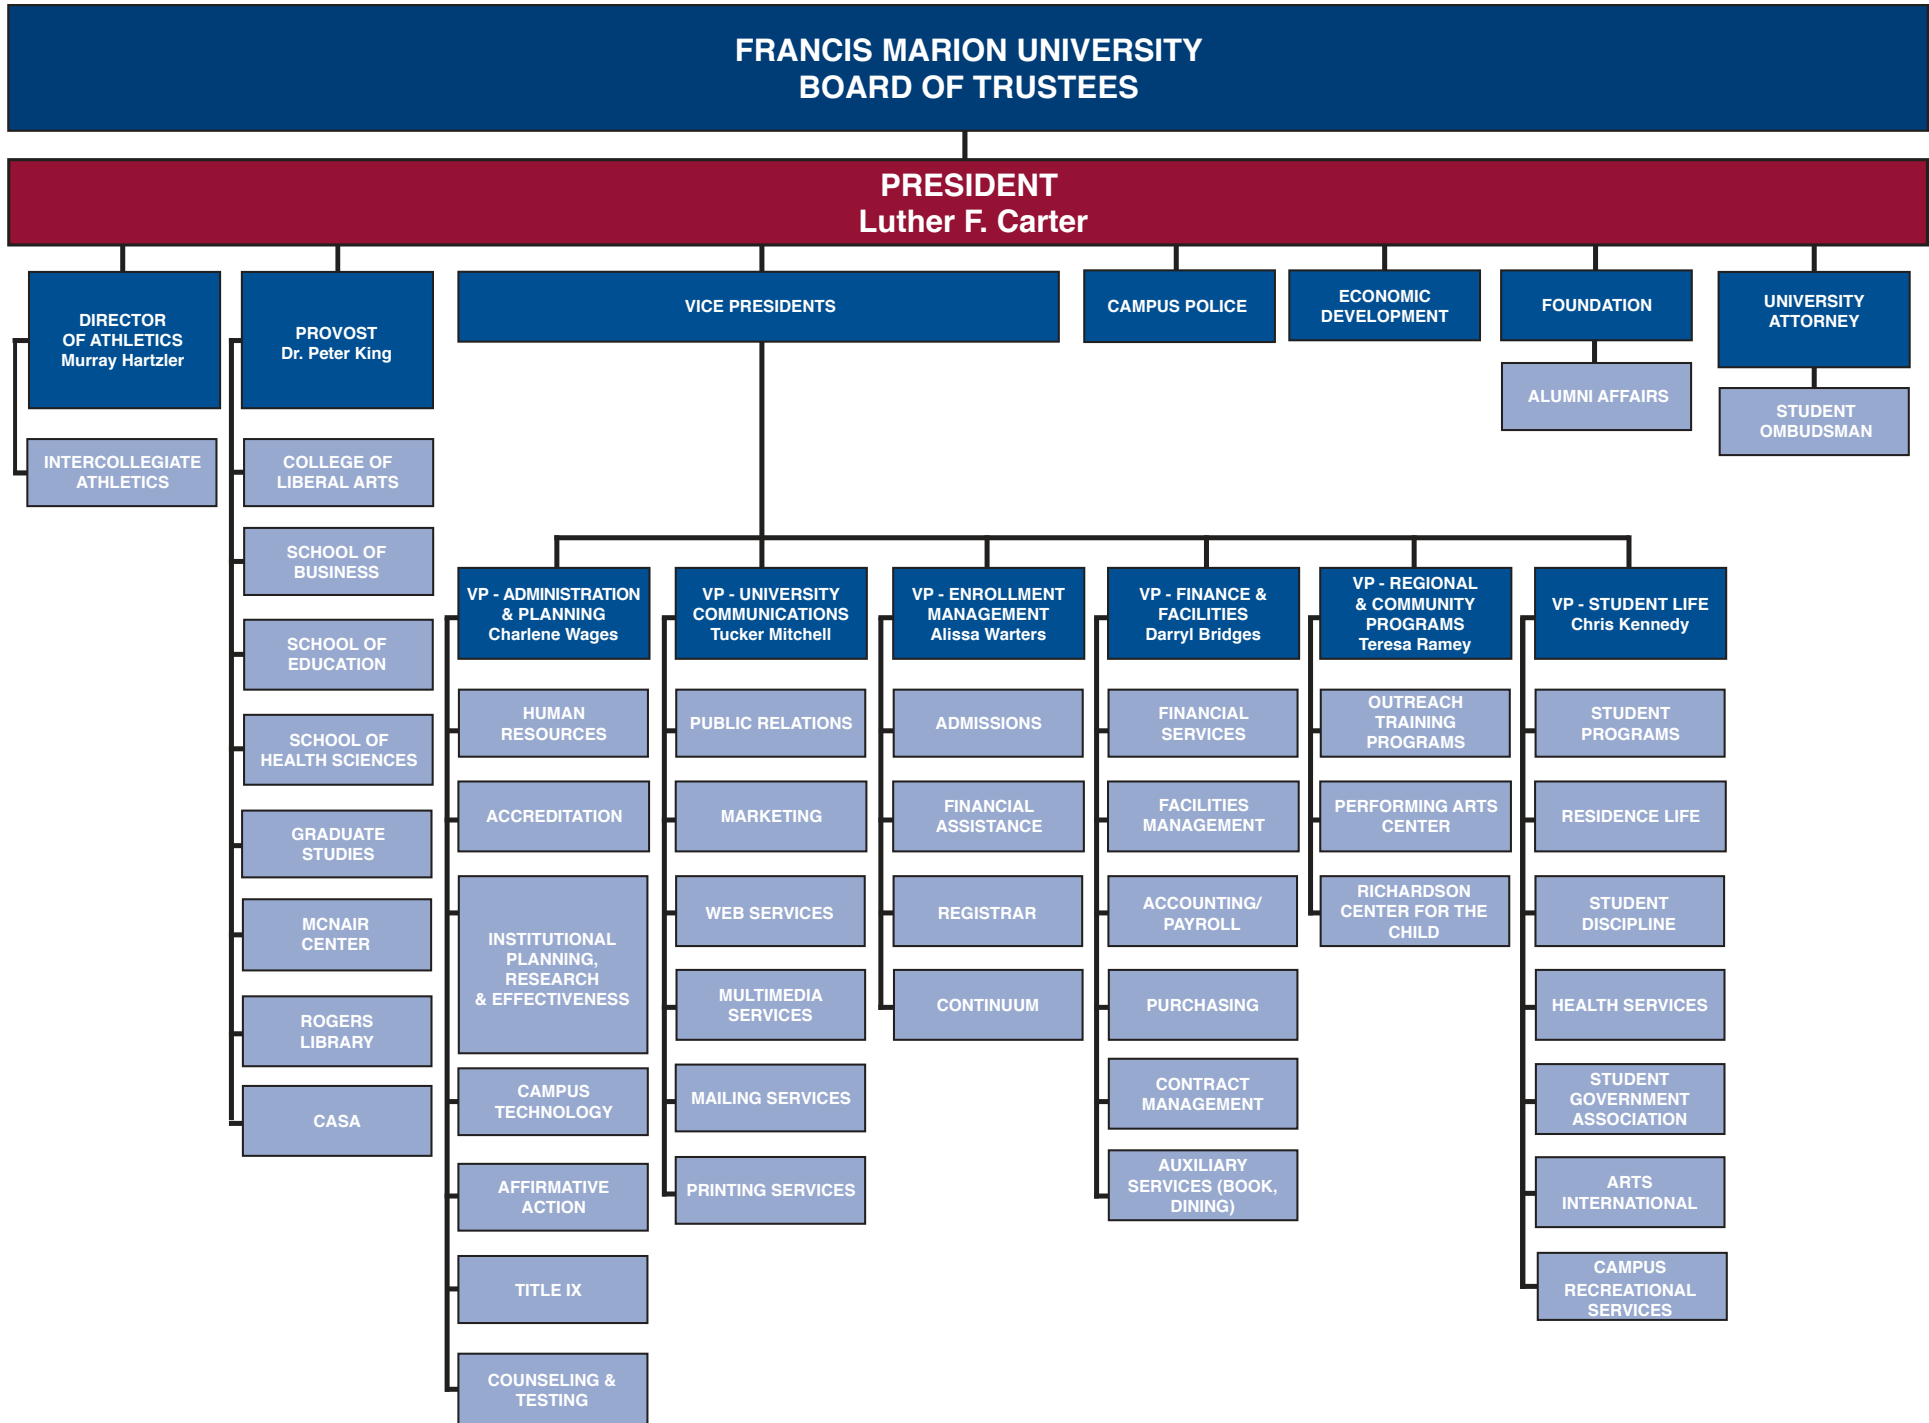 FRANCIS MARION UNIVERSITY
BOARD OF TRUSTEES
PRESIDENT
Luther F. Carter
DIRECTOR
OF ATHLETICS
Murray Hartzler
INTERCOLLEGIATE
ATHLETICS
PROVOST
Dr. Peter King
COLLEGE OF
LIBERAL ARTS
SCHOOL OF
BUSINESS
SCHOOL OF
EDUCATION
SCHOOL OF
HEALTH SCIENCES
GRADUATE
STUDIES
MCNAIR
CENTER
ROGERS
LIBRARY
CASA
VICE PRESIDENTS
CAMPUS POLICE
ECONOMIC
DEVELOPMENT
FOUNDATION
ALUMNI AFFAIRS
UNIVERSITY
ATTORNEY
STUDENT
OMBUDSMAN
VP - ADMINISTRATION
& PLANNING
Charlene Wages
HUMAN
RESOURCES
ACCREDITATION
INSTITUTIONAL
PLANNING,
RESEARCH
& EFFECTIVENESS
CAMPUS
TECHNOLOGY
AFFIRMATIVE
ACTION
TITLE IX
COUNSELING &
TESTING
VP - UNIVERSITY
COMMUNICATIONS
Tucker Mitchell
PUBLIC RELATIONS
MARKETING
WEB SERVICES
MULTIMEDIA
SERVICES
MAILING SERVICES
PRINTING SERVICES
VP - ENROLLMENT
MANAGEMENT
Alissa Warters
ADMISSIONS
FINANCIAL
ASSISTANCE
REGISTRAR
CONTINUUM
VP - FINANCE &
FACILITIES
Darryl Bridges
FINANCIAL
SERVICES
FACILITIES
MANAGEMENT
ACCOUNTING/
PAYROLL
PURCHASING
CONTRACT
MANAGEMENT
AUXILIARY
SERVICES (BOOK,
DINING)
VP - REGIONAL
& COMMUNITY
PROGRAMS
Teresa Ramey
OUTREACH
TRAINING
PROGRAMS
PERFORMING ARTS
CENTER
RICHARDSON
CENTER FOR THE
CHILD
VP - STUDENT LIFE
Chris Kennedy
STUDENT
PROGRAMS
RESIDENCE LIFE
STUDENT
DISCIPLINE
HEALTH SERVICES
STUDENT
GOVERNMENT
ASSOCIATION
ARTS
INTERNATIONAL
CAMPUS
RECREATIONAL
SERVICES